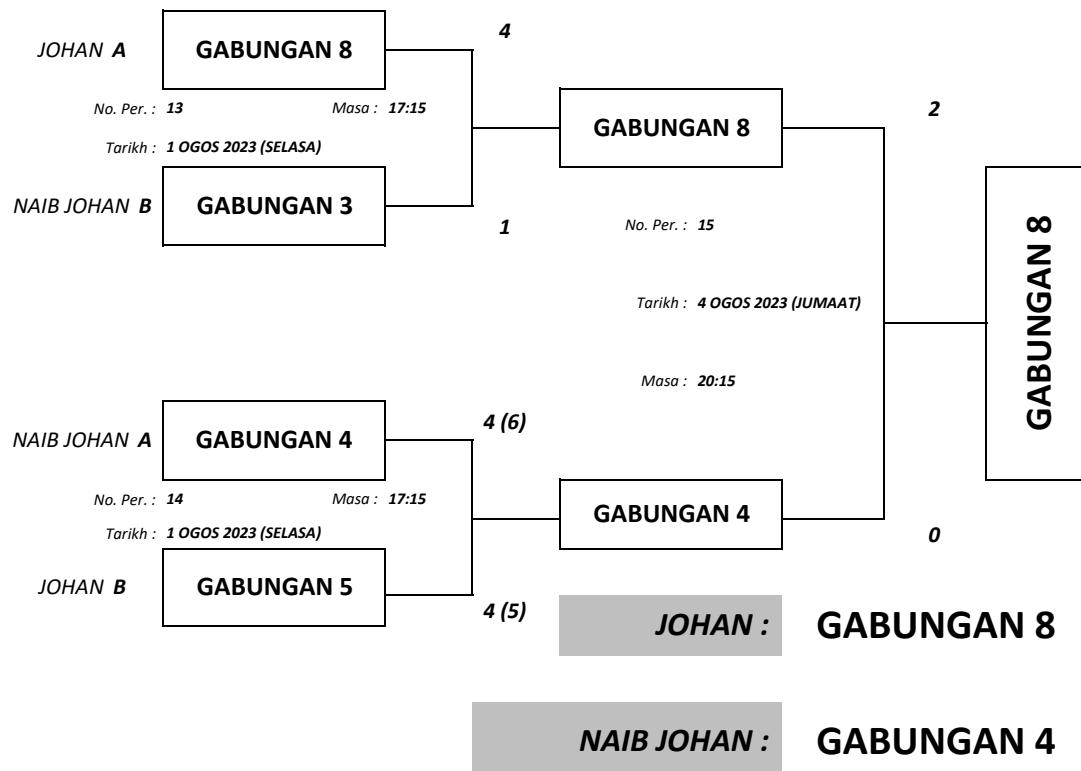 4
JOHAN A GABUNGAN 8
No. Per. : 13 Masa : 17:15
Tarikh : 1 OGOS 2023 (SELASA)
NAIB JOHAN B GABUNGAN 3
1
GABUNGAN 8
2
No. Per. : 15
Tarikh : 4 OGOS 2023 (JUMAAT)
Masa : 20:15
GABUNGAN 8
4 (6)
NAIB JOHAN A GABUNGAN 4
No. Per. : 14 Masa : 17:15
Tarikh : 1 OGOS 2023 (SELASA)
JOHAN B GABUNGAN 5
4 (5)
GABUNGAN 4
0
JOHAN : GABUNGAN 8
NAIB JOHAN : GABUNGAN 4